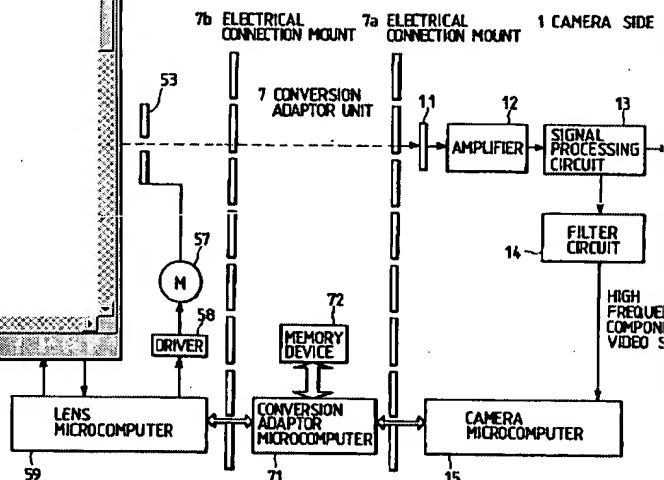 7b ELECTRICAL
CONNECTION MOUNT
7a ELECTRICAL
CONNECTION MOUNT
1 CAMERA SIDE
53
7 CONVERSION
ADAPTOR UNIT
11
12
13
AMPLIFIER
SIGNAL
PROCESSING
CIRCUIT
FILTER
CIRCUIT
14
57
M
58
DRIVER
72
MEMORY
DEVICE
HIGH
VIDEO
LENS
MICROCOMPUTER
CONVERSION
ADAPTOR
MICROCOMPUTER
CAMERA
MICROCOMPUTER
59
71
15